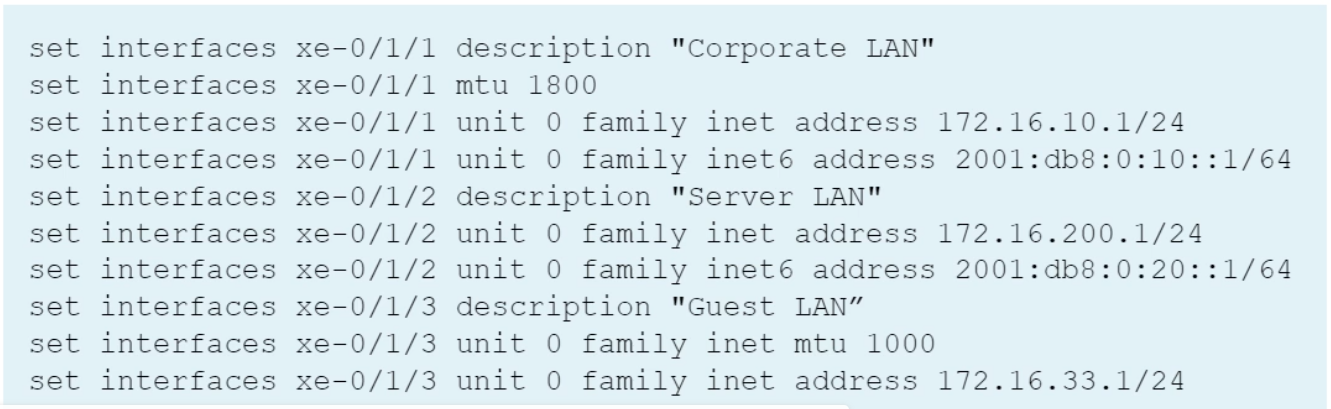 set interfaces xe-0/1/1 description "Corporate LAN"
set interfaces xe-0/1/1 mtu 1800
set interfaces xe-0/1/1 unit 0 family inet address 172.16.10.1/24
set interfaces xe-0/1/1 unit 0 family inet6 address 2001:db8:0:10::1/64
set interfaces xe-0/1/2 description "Server LAN"
set interfaces xe-0/1/2 unit 0 family inet address 172.16.200.1/24
set interfaces xe-0/1/2 unit 0 family inet6 address 2001:db8:0:20::1/64
set interfaces xe-0/1/3 description "Guest LAN”
set interfaces xe-0/1/3 unit 0 family inet mtu 1000
set interfaces xe-0/1/3 unit 0 family inet address 172.16.33.1/24